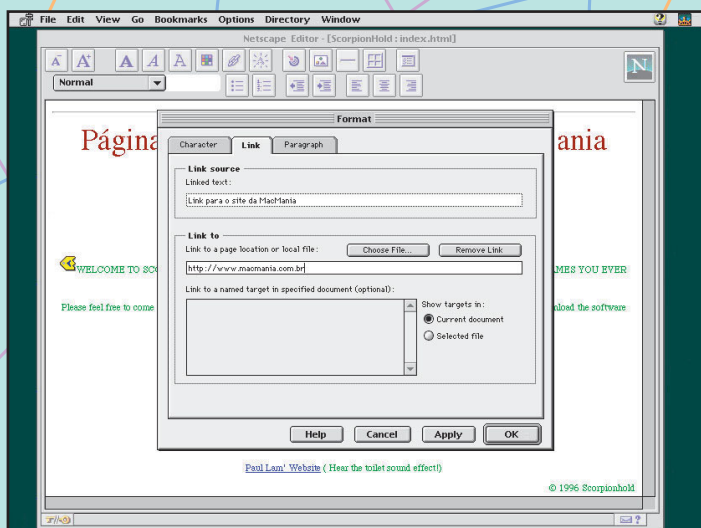 File Edit View Go Bookmarks Options Directory Window
Netscape Editor - [ScorpionHold : index.html]
A A A A A
N
Normal
Format
Página ania
Character Link Paragraph
Link source
Linked text:
Link para o site da MacMania
Link to
Link to a page location or local file: Choose File... Remove Link
WELCOME TO SCO MES YOU EVER
http://www.macmania.com.br
Link to a named target in specified document (optional):
Show targets in:
Please feel free to come nload the software
Current document
Selected file
Help Cancel Apply OK
Paul Lam' Website ( Hear the toilet sound effect!)
© 1996 Scorpionhold